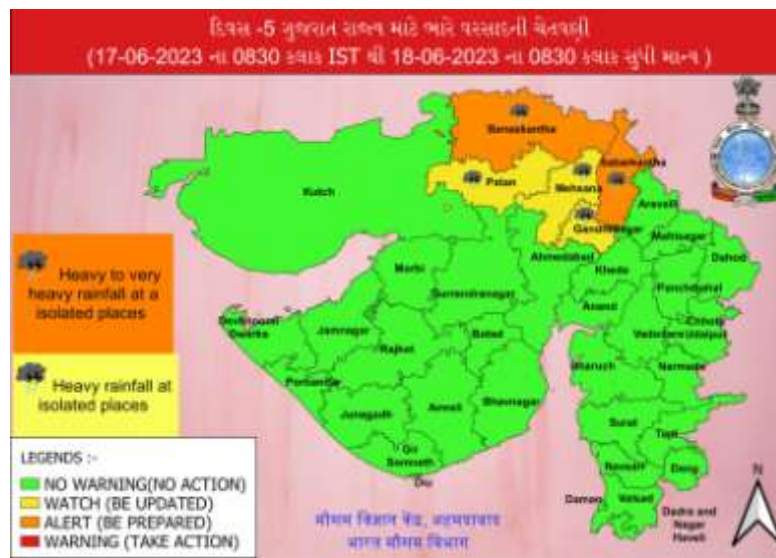 દિવસ -5 ગુજરાત રાજ્ય માટે ભારે વરસાદની ચેતવણી
(17-06-2023 ના 0830 કલાક IST થી 18-06-2023 ના 0830 કલાક સુધી માન્ય )
Banaskantha
Sabarkantha
Patan
Mehsana
Kutch
Aravalli
Gandhinagar
Mahisagar
Ahmedabad
Dahod
Kheda
Morbi
Panchmahal
Surendranagar
Anand
Heavy to very
heavy rainfall at a
isolated places
Devbhoomi
Dwarka
Jamnagar
Botad
Vadodara
Chhota
Udaipur
Rajkot
Bharuch
Narmada
Porbandar
Heavy rainfall at
isolated places
Junagadh
Amreli
Bhavnagar
Surat
Tapi
Gir
Somnath
Diu
Navsari
Dang
Daman
Valsad
Dadra and
Nagar
Haveli
N
LEGENDS :-
NO WARNING(NO ACTION)
WATCH (BE UPDATED)
ALERT (BE PREPARED)
WARNING (TAKE ACTION)
मौसम विज्ञान केंद्र, अहमदाबाद
भारत मौसम विभाग